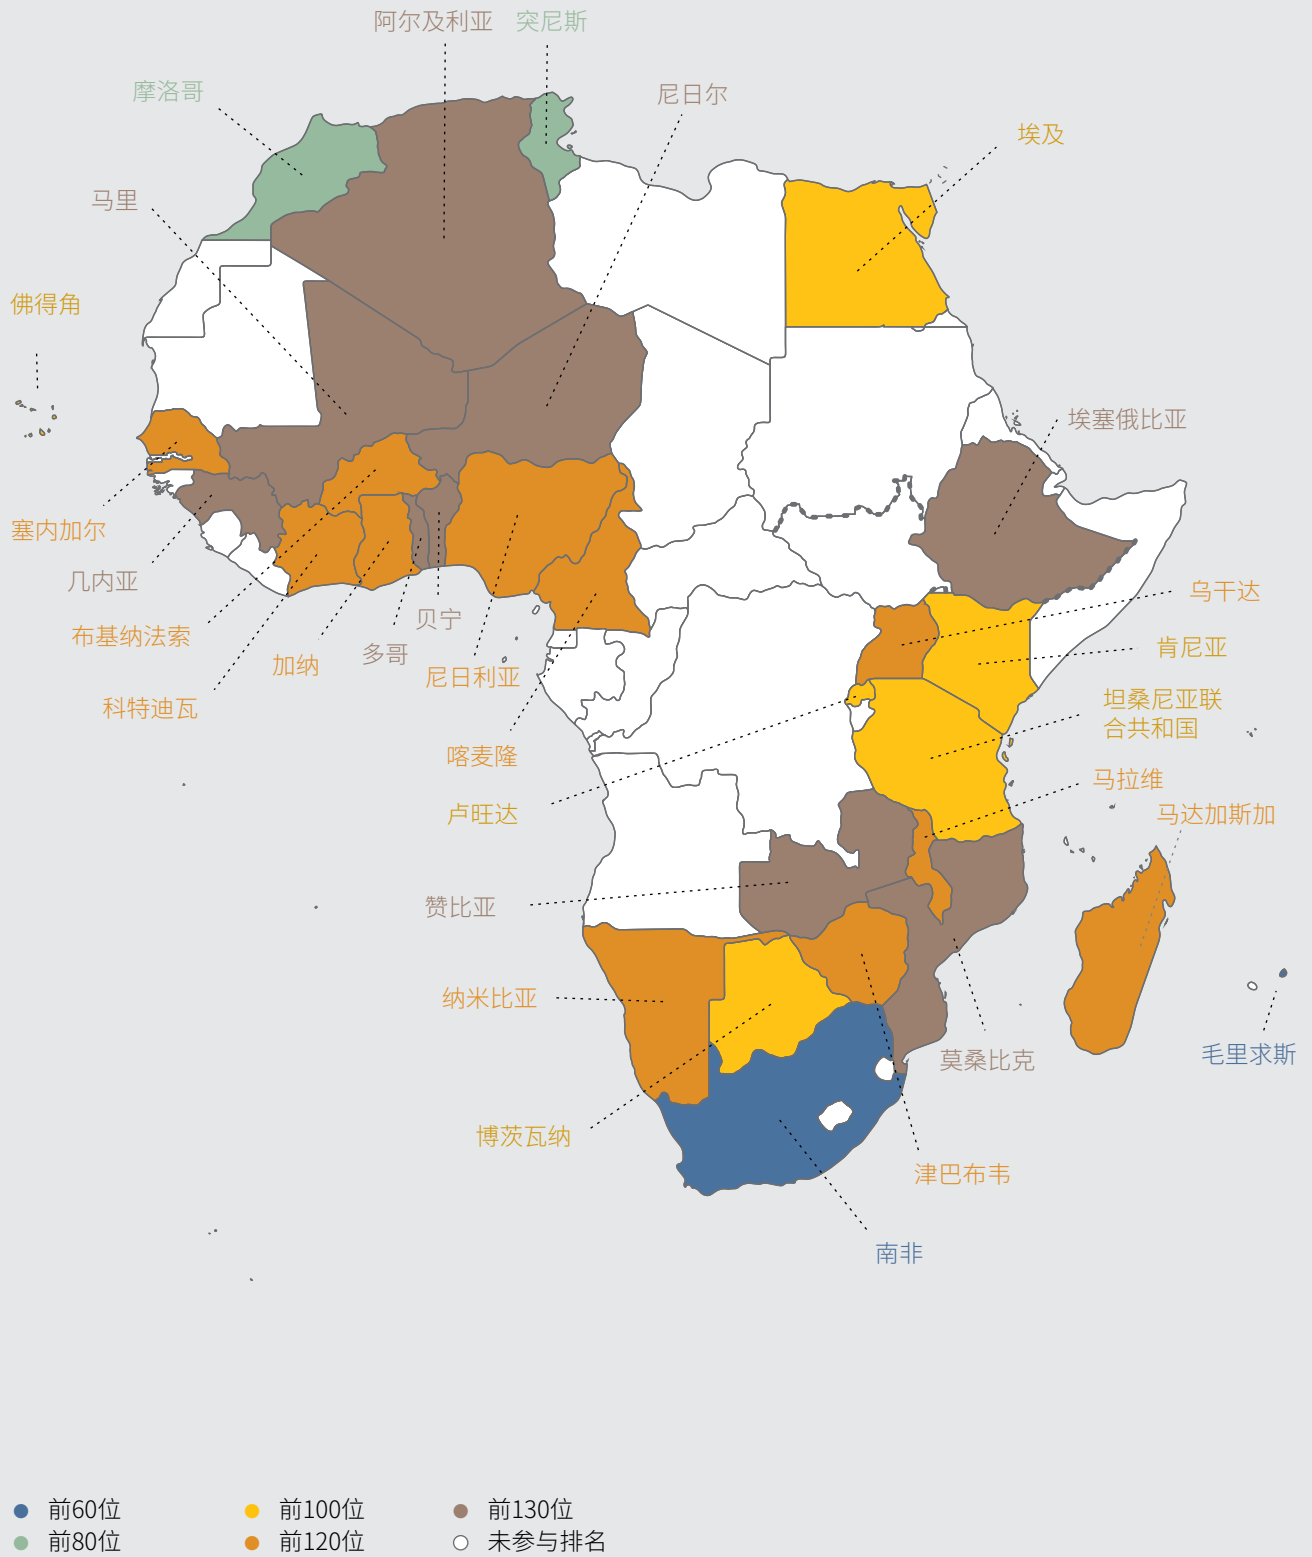 阿尔及利亚
突尼斯
摩洛哥
尼日尔
埃及
马里
佛得角
埃塞俄比亚
塞内加尔
几内亚
乌干达
布基纳法索
贝宁
肯尼亚
加纳
多哥
尼日利亚
坦桑尼亚联
合共和国
科特迪瓦
喀麦隆
马拉维
卢旺达
马达加斯加
赞比亚
纳米比亚
莫桑比克
毛里求斯
博茨瓦纳
津巴布韦
南非
前60位
前100位
前130位
前80位
前120位
未参与排名